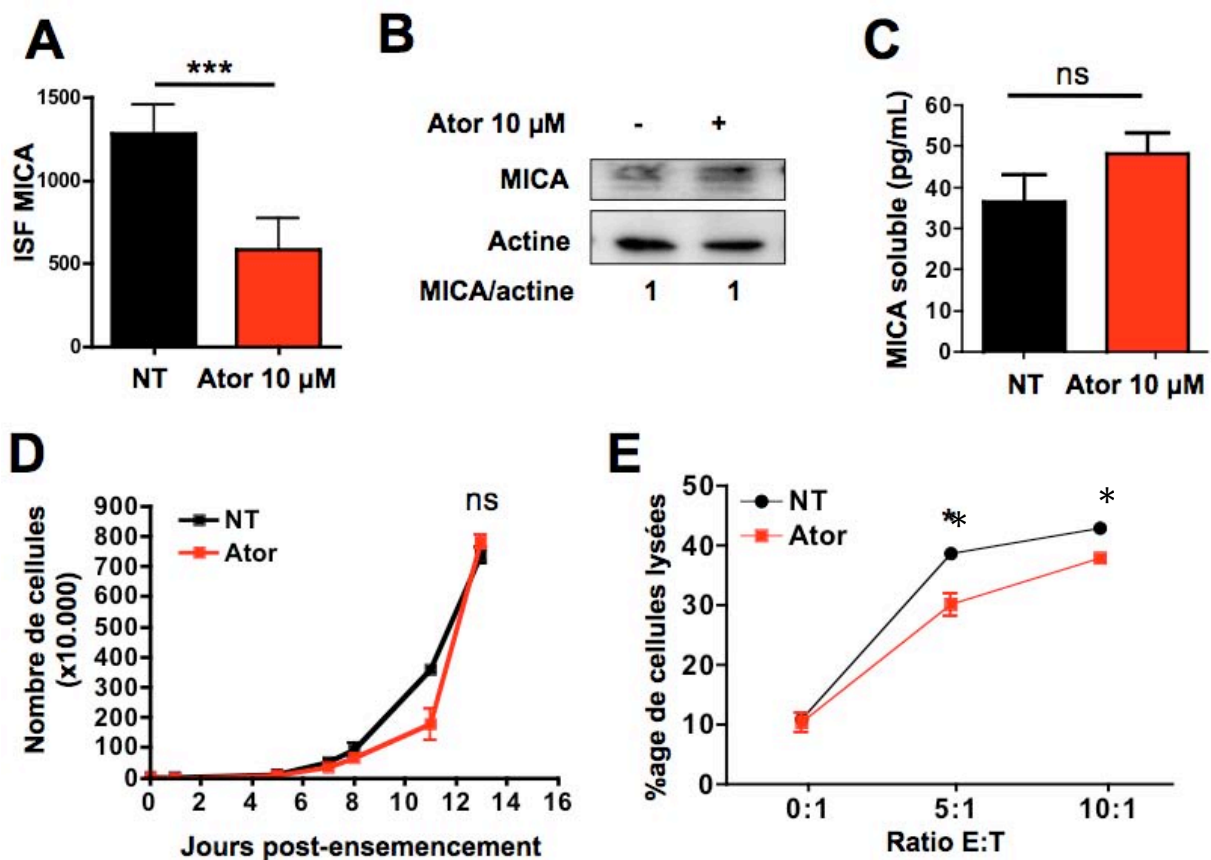 A
***
ISF MICA
1500
1000
500
0
NT
Ator 10 µM
B
Ator 10 µM - +
MICA
Actine
MICA/actine 1 1
C
ns
MICA soluble (pg/mL)
60
50
40
30
20
10
0
NT
Ator 10 µM
D
Nombre de cellules
(x10.000)
900
800
700
600
500
400
300
200
100
0
NT
Ator
ns
0 2 4 6 8 10 12 14 16
Jours post-ensemencement
E
%age de cellules lysées
50
40
30
20
10
0
NT
Ator
**
*
0:1 5:1 10:1
Ratio E:T